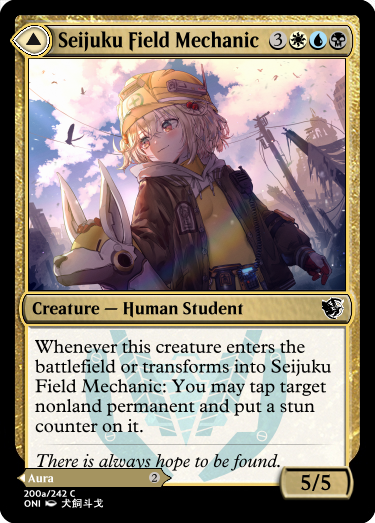 Seijuku Field Mechanic 3
Creature — Human Student
Whenever this creature enters the
battlefield or transforms into Seijuku
Field Mechanic: You may tap target
nonland permanent and put a stun
counter on it.
There is always hope to be found.
Aura 2
5/5
200a/242 C
ONI 犬飼斗戈